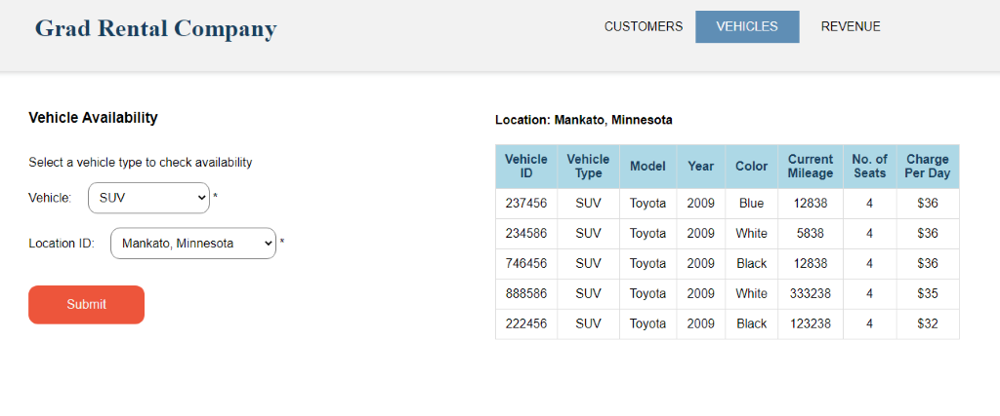 Grad Rental Company
CUSTOMERS VEHICLES REVENUE
Vehicle Availability
Select a vehicle type to check availability
Vehicle: SUV *
Location ID: Mankato, Minnesota *
Submit
Location: Mankato, Minnesota
Vehicle ID Vehicle Type Model Year Color Current Mileage No. of Seats Charge Per Day
237456 SUV Toyota 2009 Blue 12838 4 $36
234586 SUV Toyota 2009 White 5838 4 $36
746456 SUV Toyota 2009 Black 12838 4 $36
888586 SUV Toyota 2009 White 333238 4 $35
222456 SUV Toyota 2009 Black 123238 4 $32